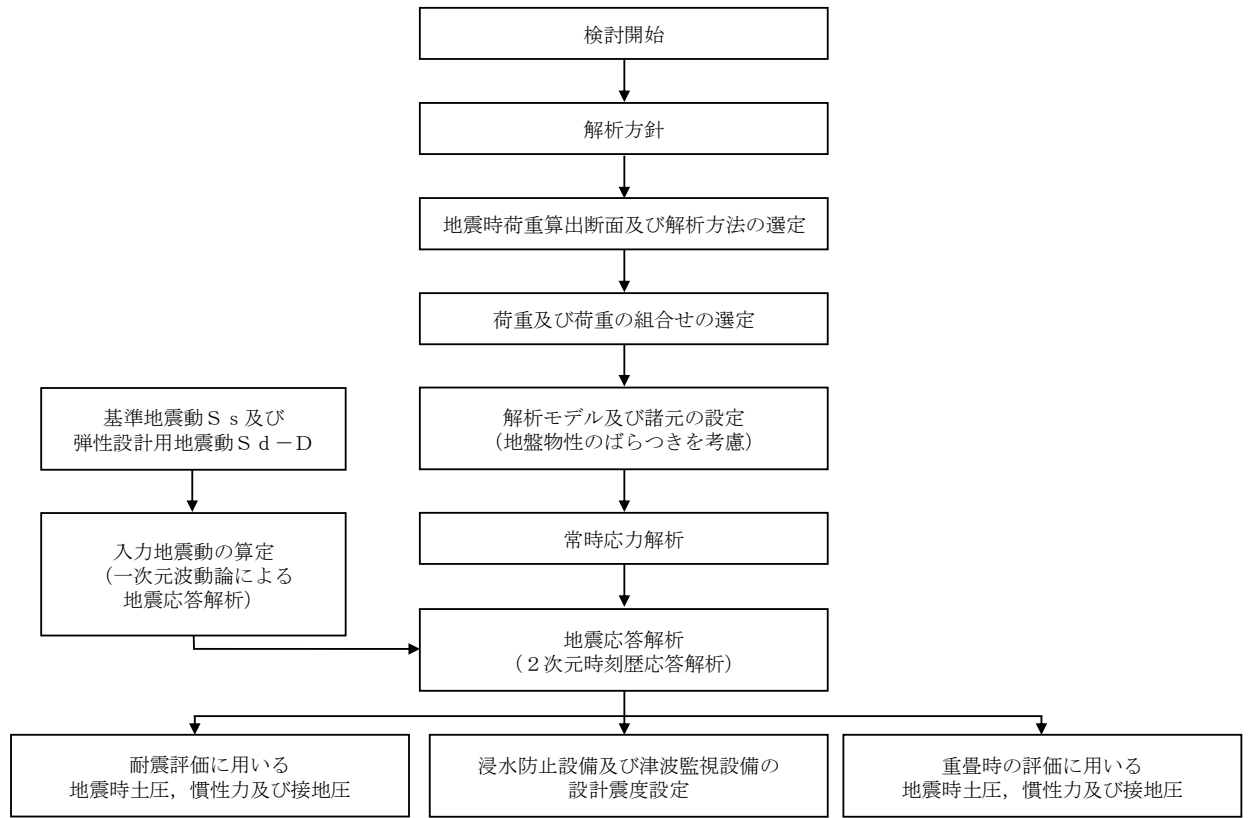 検討開始
解析方針
地震時荷重算出断面及び解析方法の選定
荷重及び荷重の組合せの選定
基準地震動Ｓｓ及び
弾性設計用地震動Ｓｄ－Ｄ
解析モデル及び諸元の設定
（地盤物性のばらつきを考慮）
入力地震動の算定
（一次元波動論による
地震応答解析）
常時応力解析
地震応答解析
（２次元時刻歴応答解析）
耐震評価に用いる
地震時土圧，慣性力及び接地圧
浸水防止設備及び津波監視設備の
設計震度設定
重畳時の評価に用いる
地震時土圧，慣性力及び接地圧